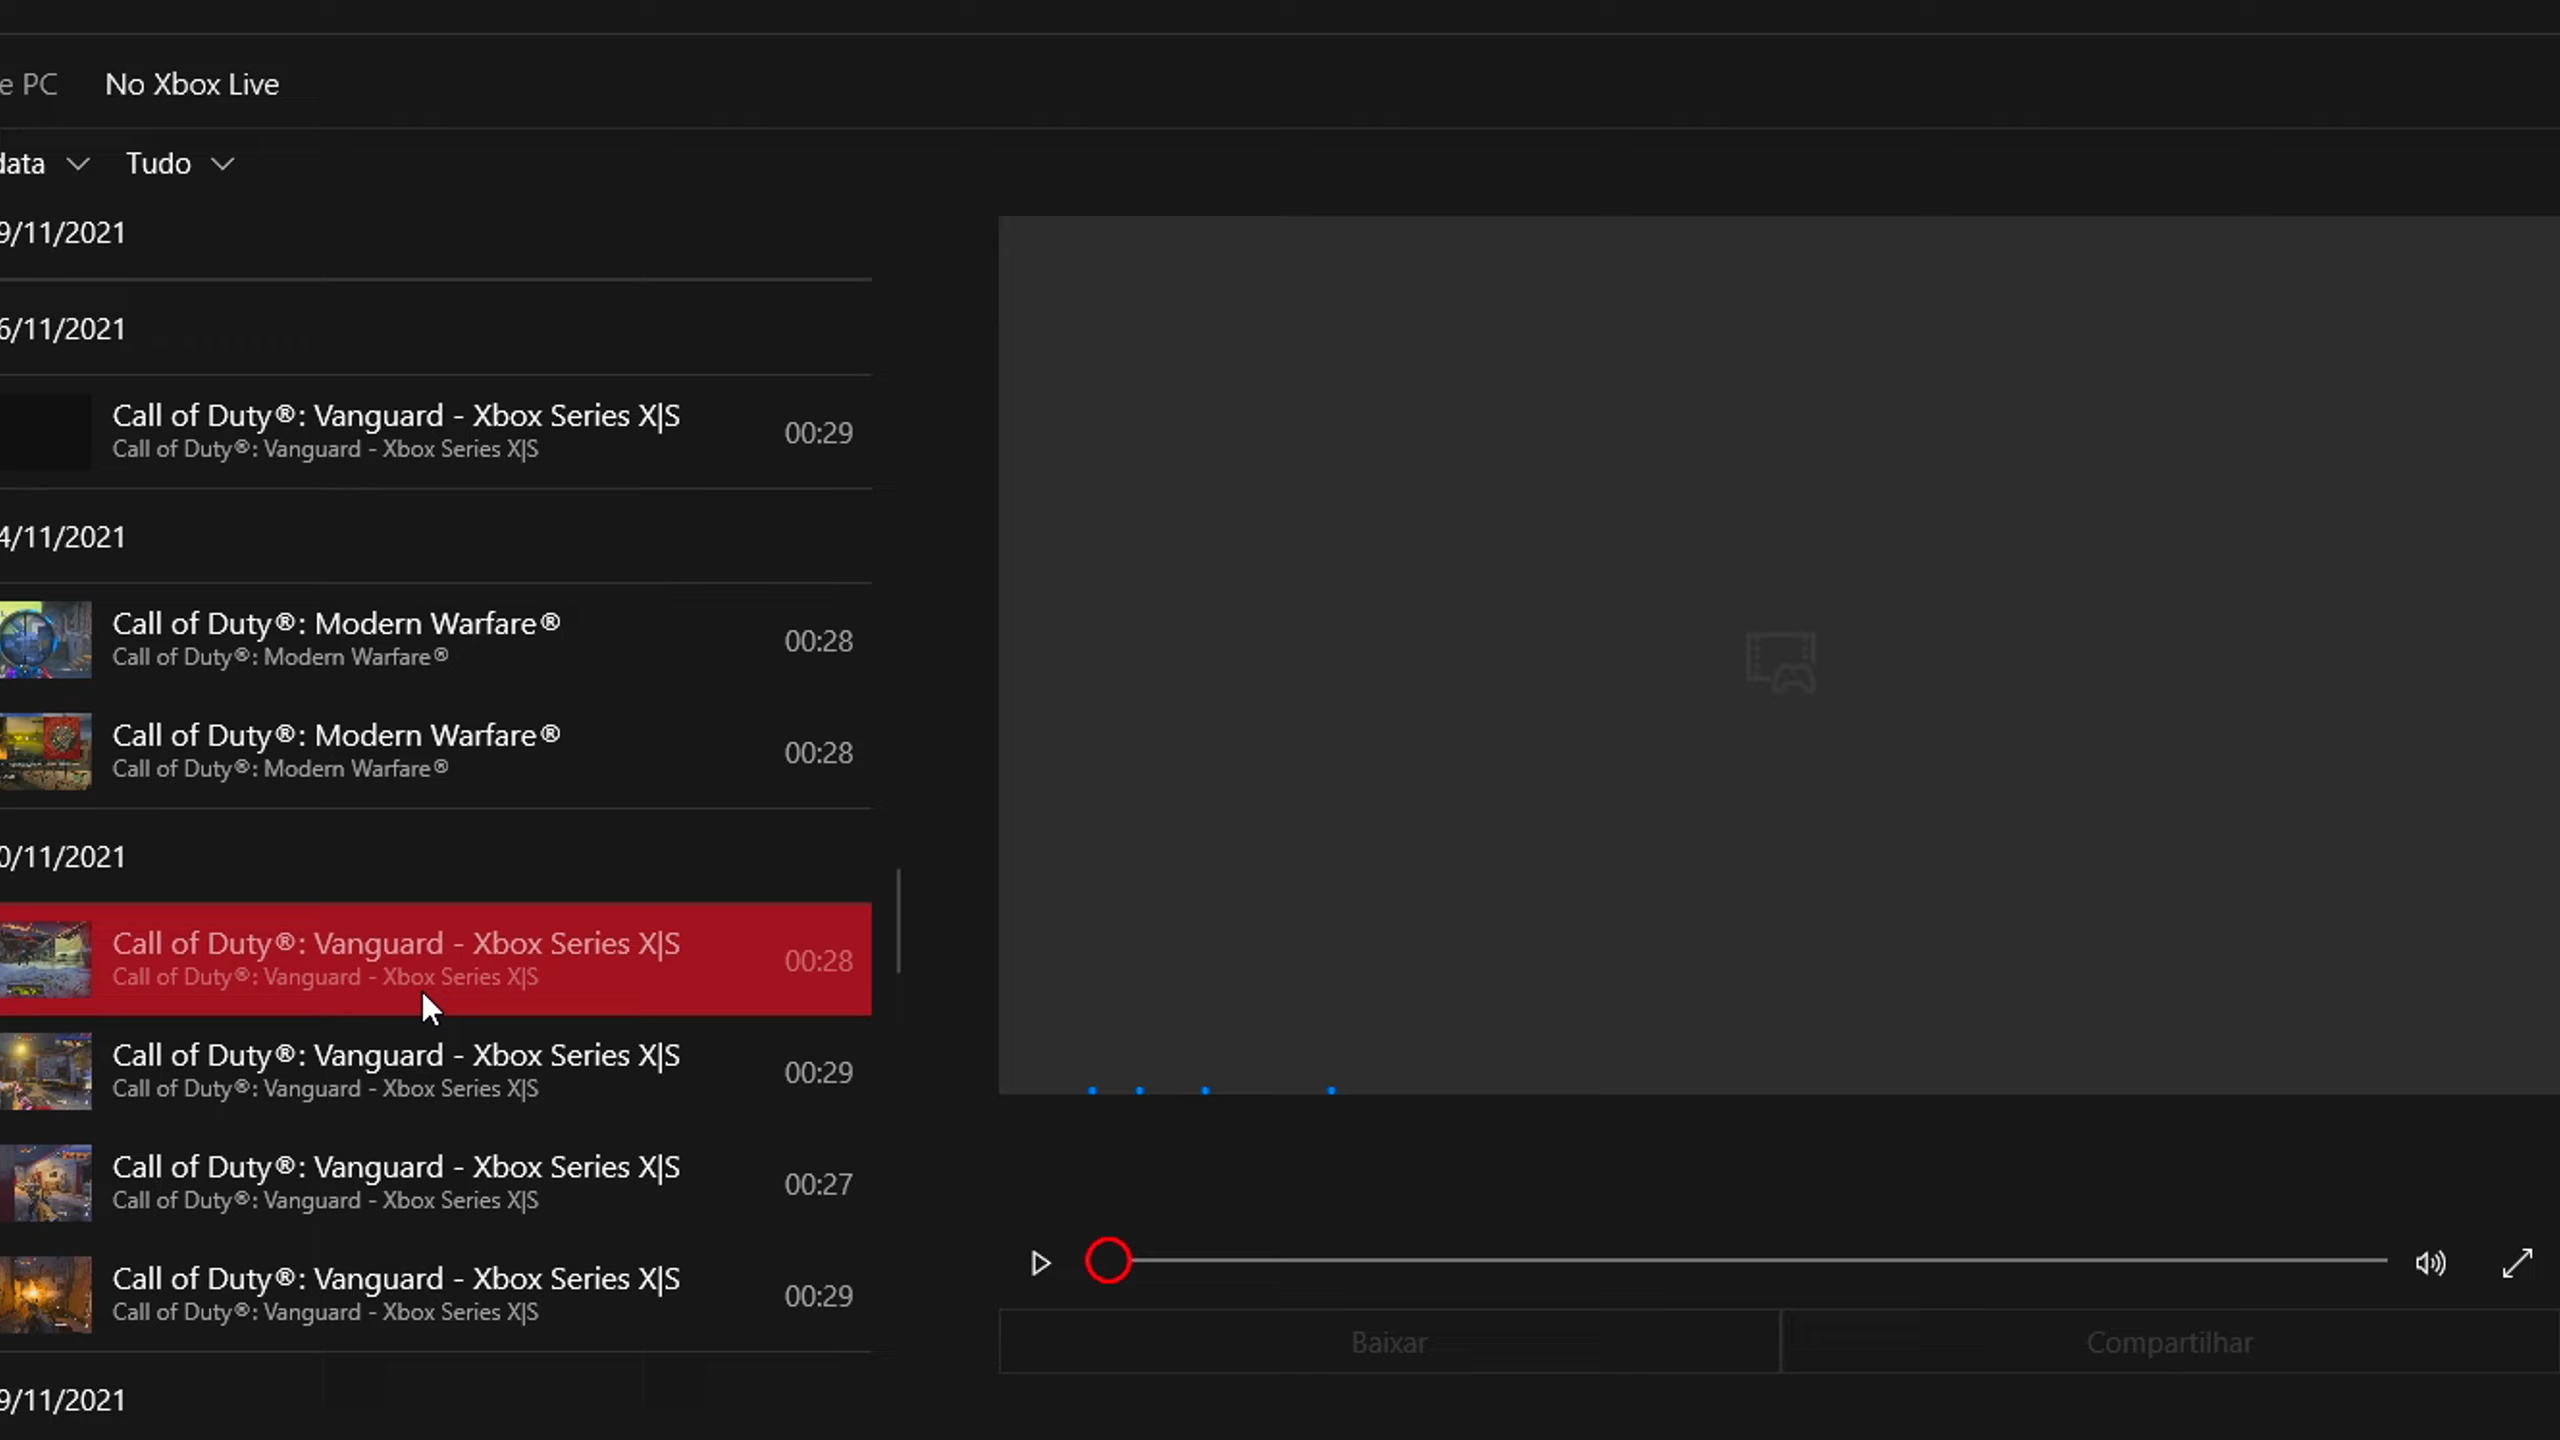 e PC No Xbox Live
data Tudo
9/11/2021
6/11/2021
Call of Duty®: Vanguard - Xbox Series X|S
Call of Duty®: Vanguard - Xbox Series X|S
00:29
4/11/2021
Call of Duty®: Modern Warfare®
Call of Duty®: Modern Warfare®
00:28
Call of Duty®: Modern Warfare®
Call of Duty®: Modern Warfare®
00:28
0/11/2021
Call of Duty®: Vanguard - Xbox Series X|S
Call of Duty®: Vanguard - Xbox Series X|S
00:28
Call of Duty®: Vanguard - Xbox Series X|S
Call of Duty®: Vanguard - Xbox Series X|S
00:29
Call of Duty®: Vanguard - Xbox Series X|S
Call of Duty®: Vanguard - Xbox Series X|S
00:27
Call of Duty®: Vanguard - Xbox Series X|S
Call of Duty®: Vanguard - Xbox Series X|S
00:29
9/11/2021
Baixar
Compartilhar